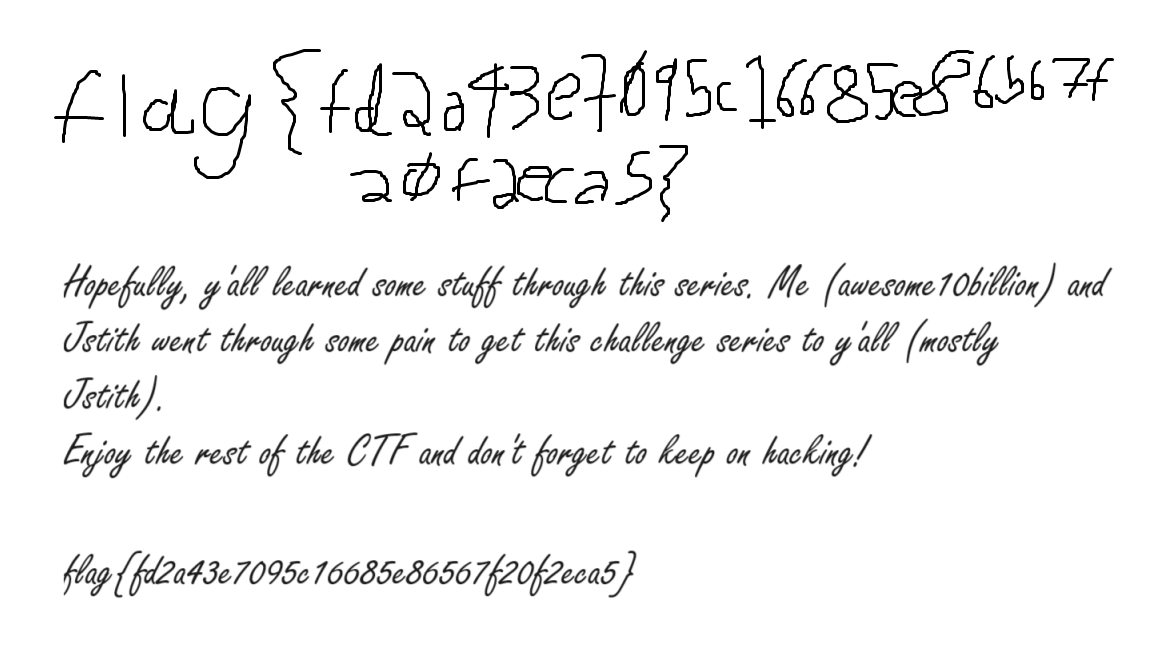 flag{fd2a43e7095c16685e86567f
20f2eca5}
Hopefully, y'all learned some stuff through this series. Me (awesome10billion) and
Jstith went through some pain to get this challenge series to y'all (mostly
Jstith).
Enjoy the rest of the CTF and don't forget to keep on hacking!
flag{fd2a43e7095c16685e86567f20f2eca5}